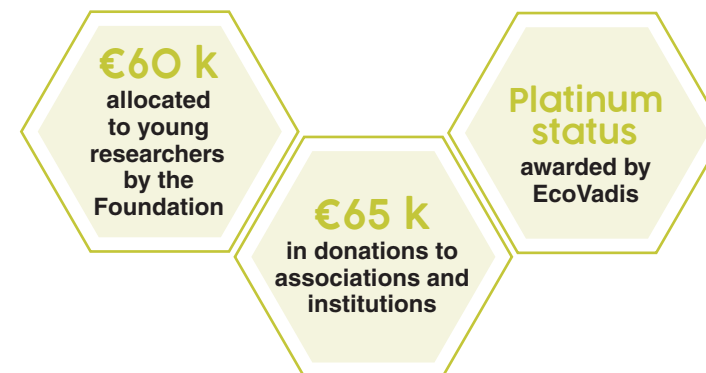 €60 k
allocated
to young
researchers
by the
Foundation
€65 k
in donations to
associations and
institutions
Platinum
status
awarded by
EcoVadis